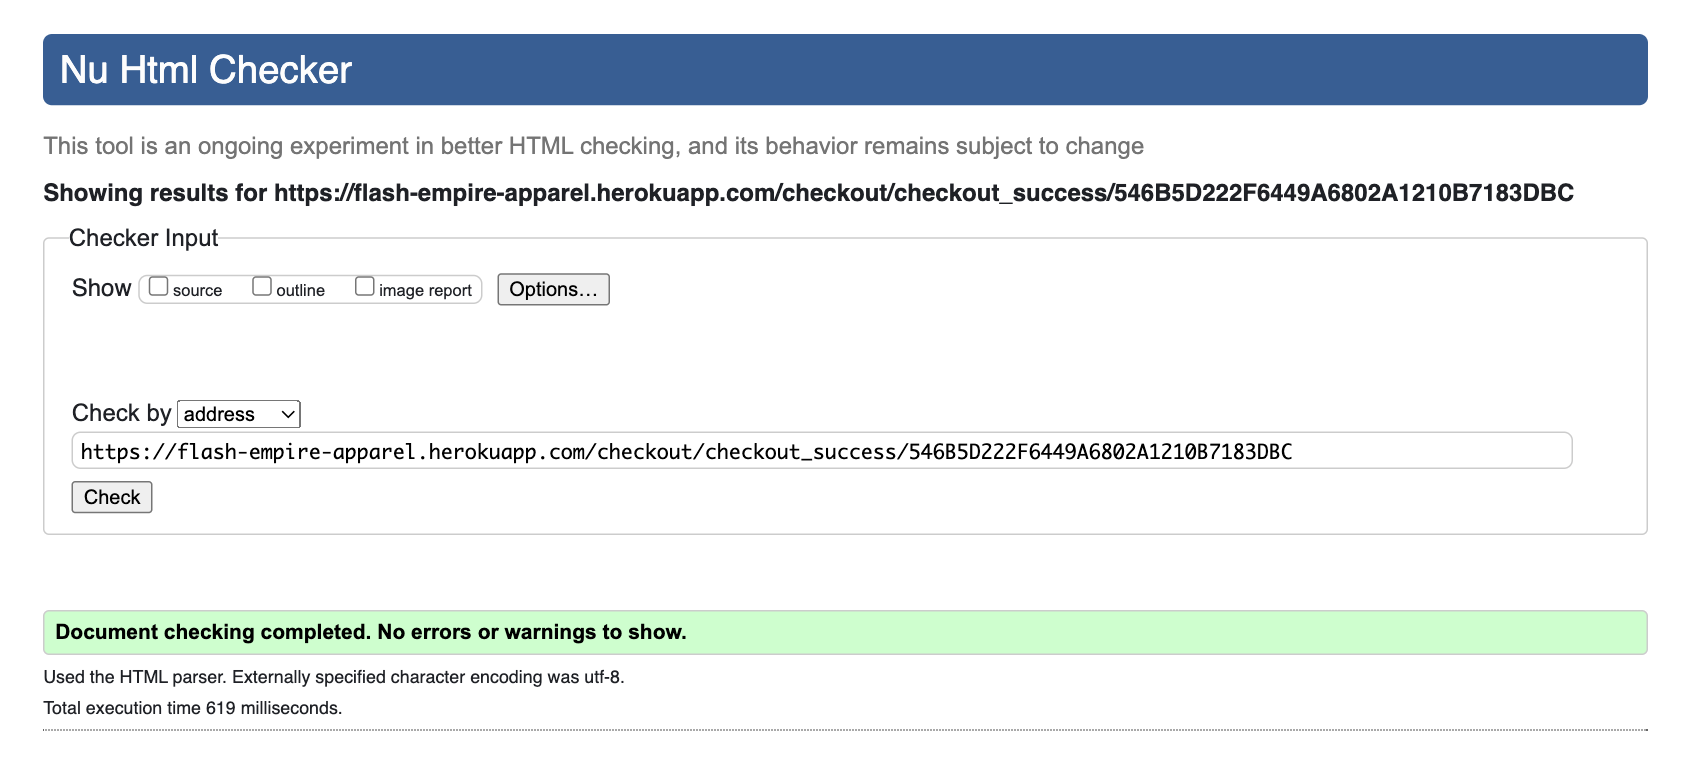 Nu Html Checker
This tool is an ongoing experiment in better HTML checking, and its behavior remains subject to change
Showing results for https://flash-empire-apparel.herokuapp.com/checkout/checkout_success/546B5D222F6449A6802A1210B7183DBC
Checker Input
Show source outline image report Options...
Check by address
https://flash-empire-apparel.herokuapp.com/checkout/checkout_success/546B5D222F6449A6802A1210B7183DBC
Check
Document checking completed. No errors or warnings to show.
Used the HTML parser. Externally specified character encoding was utf-8.
Total execution time 619 milliseconds.